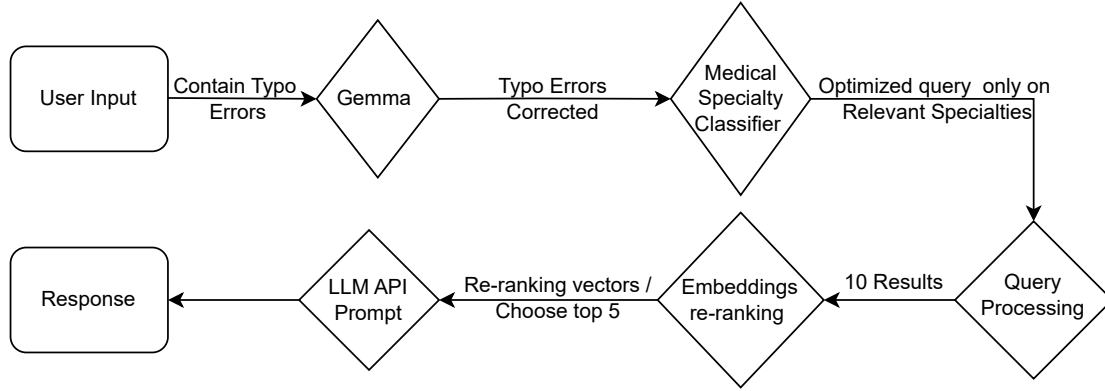 User Input
Contain Typo
Errors
Gemma
Typo Errors
Corrected
Medical
Specialty
Classifier
Optimized query only on
Relevant Specialties
Query
Processing
10 Results
Embeddings
re-ranking
Re-ranking vectors /
Choose top 5
LLM API
Prompt
Response